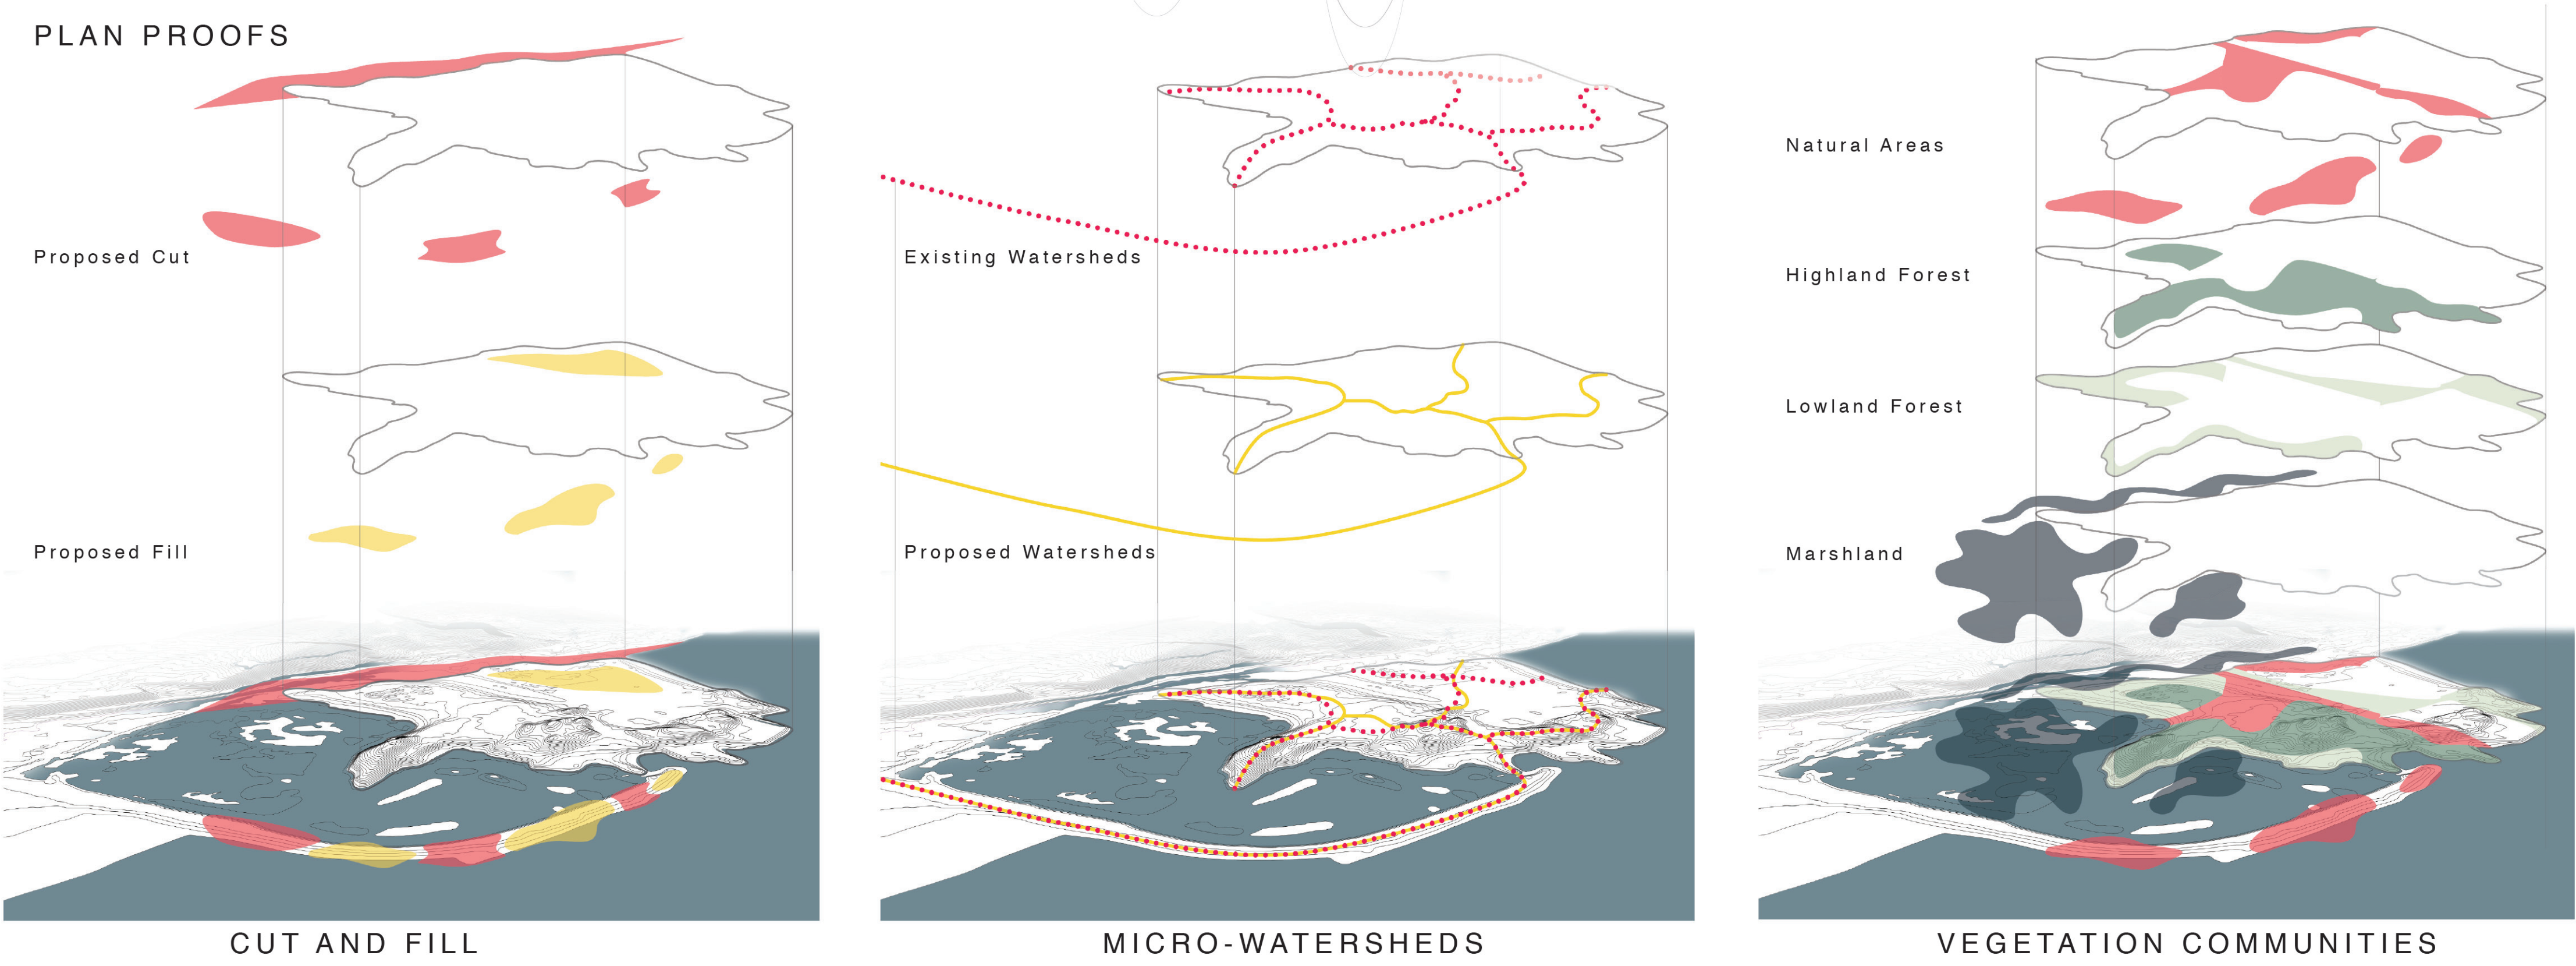 PLAN PROOFS
Proposed Cut
Proposed Fill
CUT AND FILL
Existing Watersheds
Proposed Watersheds
MICRO-WATERSHEDS
Natural Areas
Highland Forest
Lowland Forest
Marshland
VEGETATION COMMUNITIES